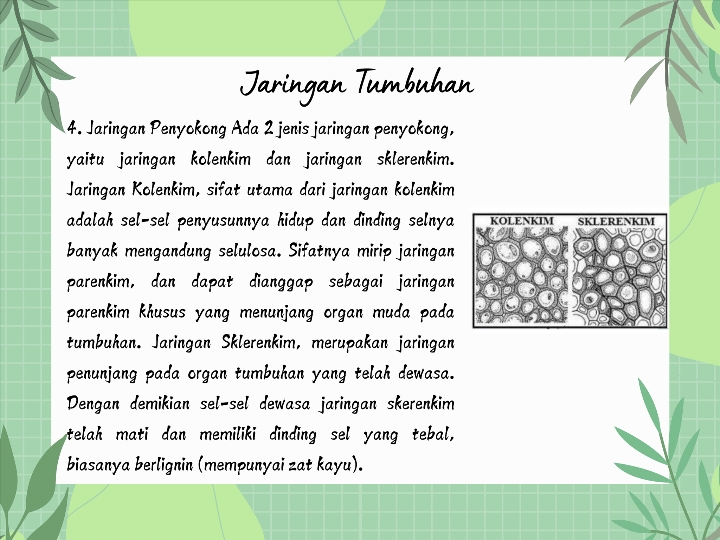 Jaringan Tumbuhan
4. Jaringan Penyokong Ada 2 jenis jaringan penyokong,
yaitu jaringan kolenkim dan jaringan sklerenkim.
Jaringan Kolenkim, sifat utama dari jaringan kolenkim
adalah sel-sel penyusunnya hidup dan dinding selnya
banyak mengandung selulosa. Sifatnya mirip jaringan
parenkim, dan dapat dianggap sebagai jaringan
parenkim khusus yang menunjang organ muda pada
tumbuhan. Jaringan Sklerenkim, merupakan jaringan
penunjang pada organ tumbuhan yang telah dewasa.
Dengan demikian sel-sel dewasa jaringan skerenkim
telah mati dan memiliki dinding sel yang tebal,
biasanya berlignin (mempunyai zat kayu).
KOLENKIM SKLERENKIM